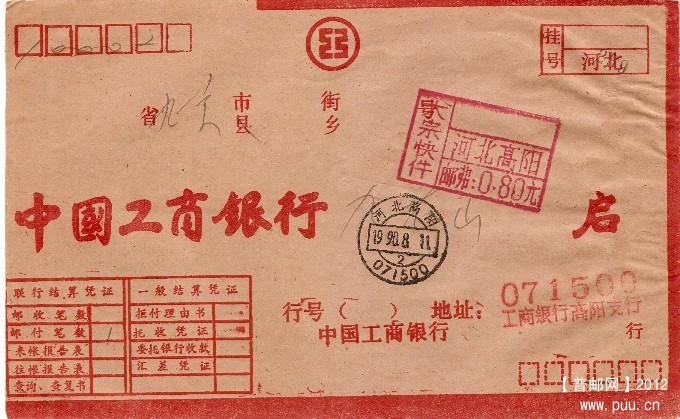 挂号 河北
省 市县 街乡
大宗快件
河北高阳
邮费:0.80元
中国工商银行 启
河北高阳
1990.8.11
2
071500
联行结算凭证 一般结算凭证
邮收笔数 拒付理由书
邮付笔数 托收凭证
来帐报告表 委托银行收款
往帐报告表 汇差凭证
查询、查复书
行号( ) 地址:
中国工商银行 行
071500
工商银行高阳支行
【普邮网】2012
www.puu.cn